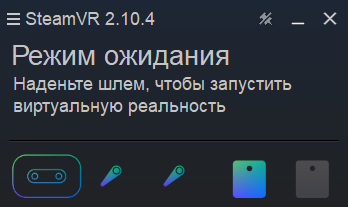 SteamVR 2.10.4
Режим ожидания
Наденьте шлем, чтобы запустить
виртуальную реальность